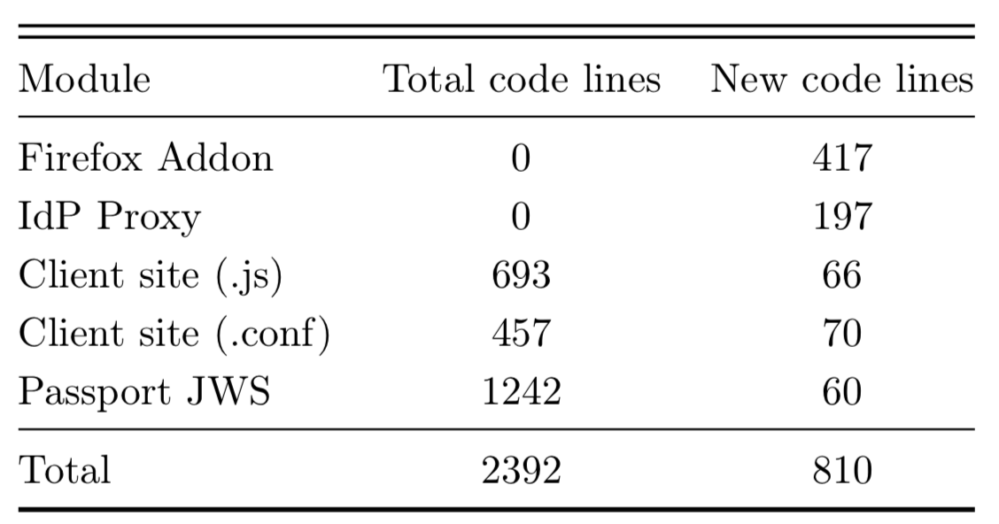 Module Total code lines New code lines
Firefox Addon 0 417
IdP Proxy 0 197
Client site (.js) 693 66
Client site (.conf) 457 70
Passport JWS 1242 60
Total 2392 810